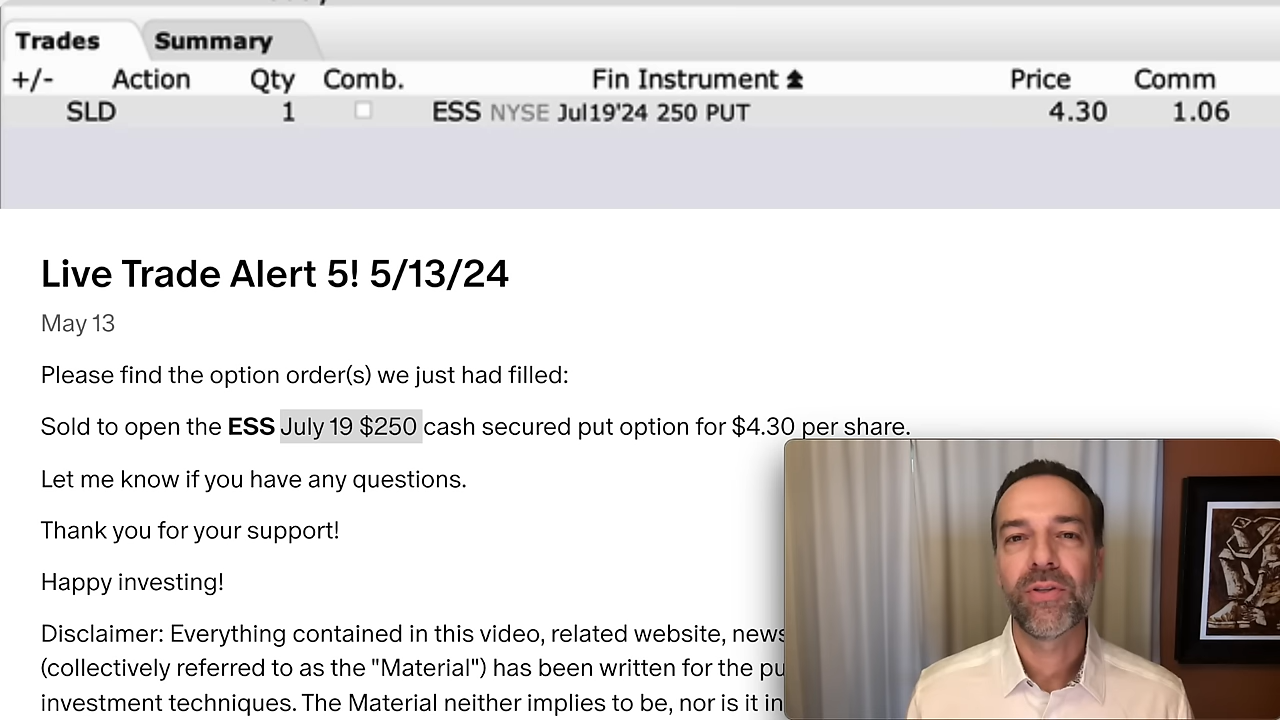 Trades Summary
+/- Action Qty Comb. Fin Instrument Price Comm
SLD 1 ESS NYSE Jul19'24 250 PUT 4.30 1.06
Live Trade Alert 5! 5/13/24
May 13
Please find the option order(s) we just had filled:
Sold to open the ESS July 19 $250 cash secured put option for $4.30 per share.
Let me know if you have any questions.
Thank you for your support!
Happy investing!
Disclaimer: Everything contained in this video, related website,
(collectively referred to as the "Material") has been written for the
investment techniques. The Material neither implies to be, nor is it